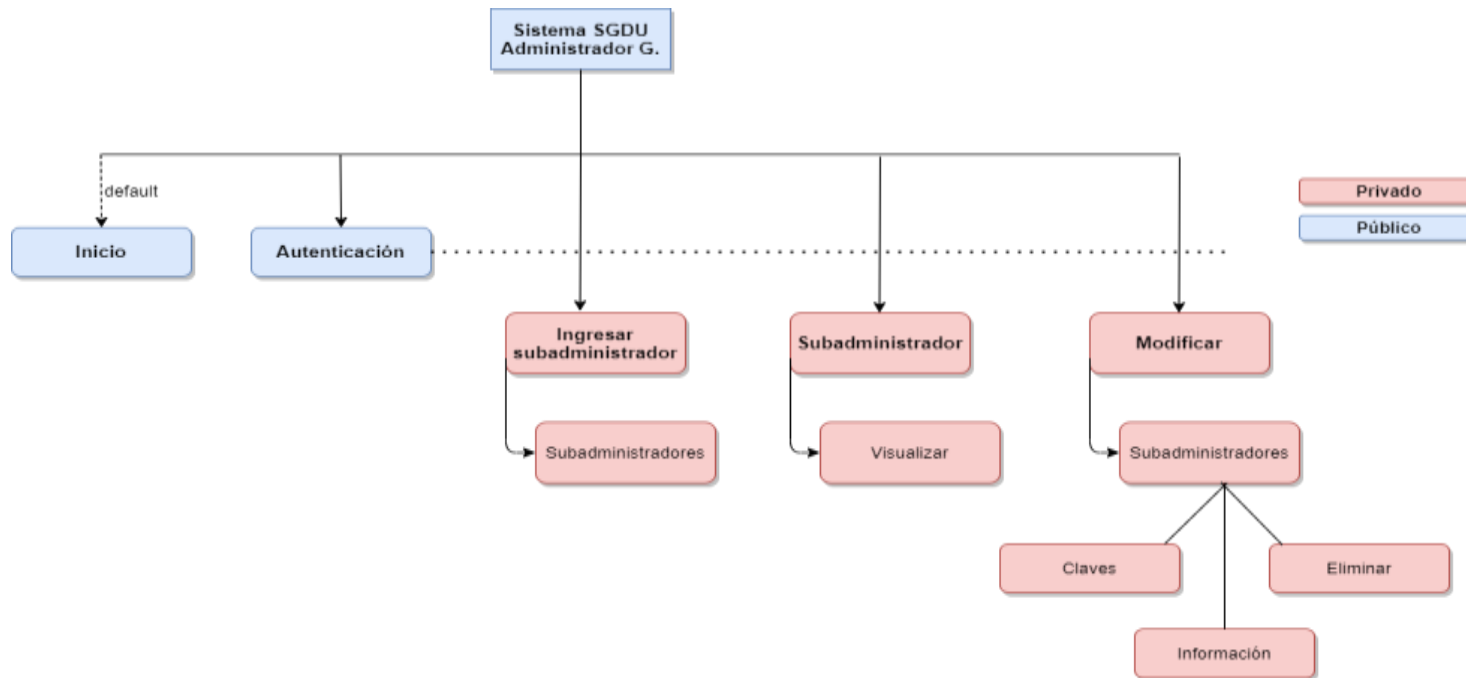 Sistema SGDU
Administrador G.
default
Privado
Público
Inicio
Autenticación
Ingresar
subadministrador
Subadministrador
Modificar
Subadministradores
Visualizar
Subadministradores
Claves
Eliminar
Información